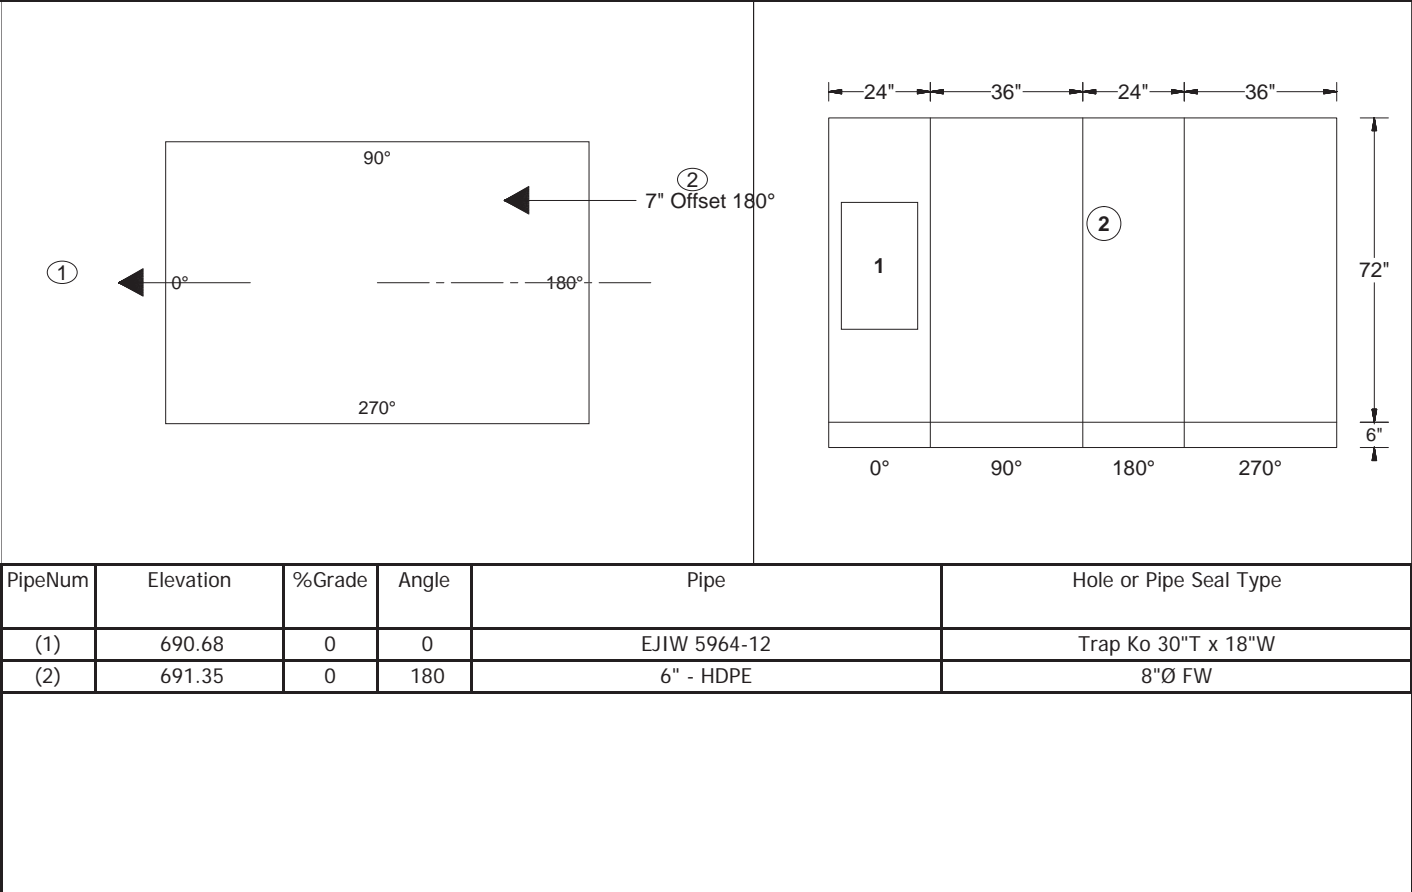 90°
2
7" Offset 180°
1
0°
180°
270°
24" 36" 24" 36"
2
1
72"
6"
0° 90° 180° 270°
PipeNum Elevation %Grade Angle Pipe Hole or Pipe Seal Type
(1) 690.68 0 0 EJIW 5964-12 Trap Ko 30"T x 18"W
(2) 691.35 0 180 6" - HDPE 8"Ø FW